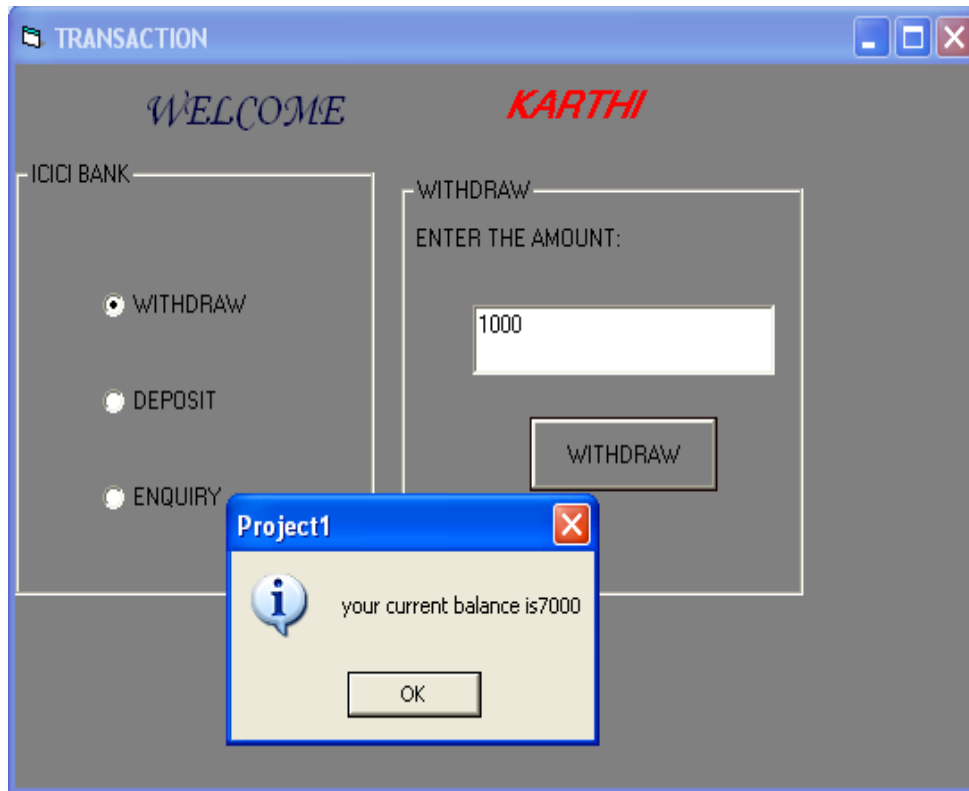 TRANSACTION
WELCOME KARTHI
ICICI BANK
WITHDRAW
DEPOSIT
ENQUIRY
WITHDRAW
ENTER THE AMOUNT:
1000
WITHDRAW
Project1
your current balance is7000
OK